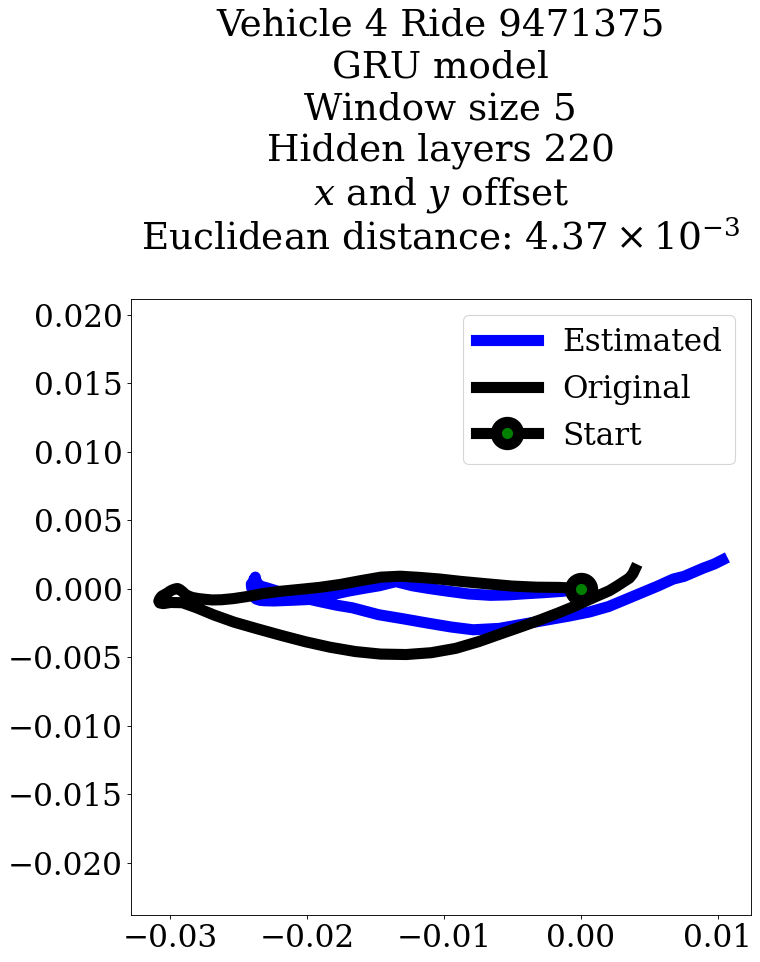 Vehicle 4 Ride 9471375
GRU model
Window size 5
Hidden layers 220
x and y offset
Euclidean distance: 4.37 × 10⁻³
Estimated
Original
Start
0.020
0.015
0.010
0.005
0.000
−0.005
−0.010
−0.015
−0.020
−0.03 −0.02 −0.01 0.00 0.01